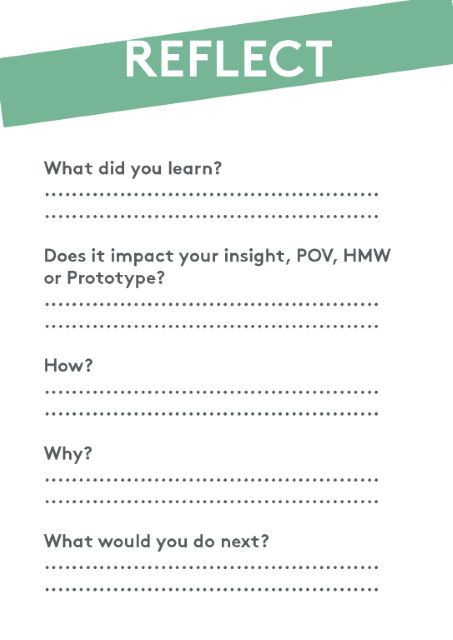 REFLECT
What did you learn?
Does it impact your insight, POV, HMW
or Prototype?
How?
Why?
What would you do next?